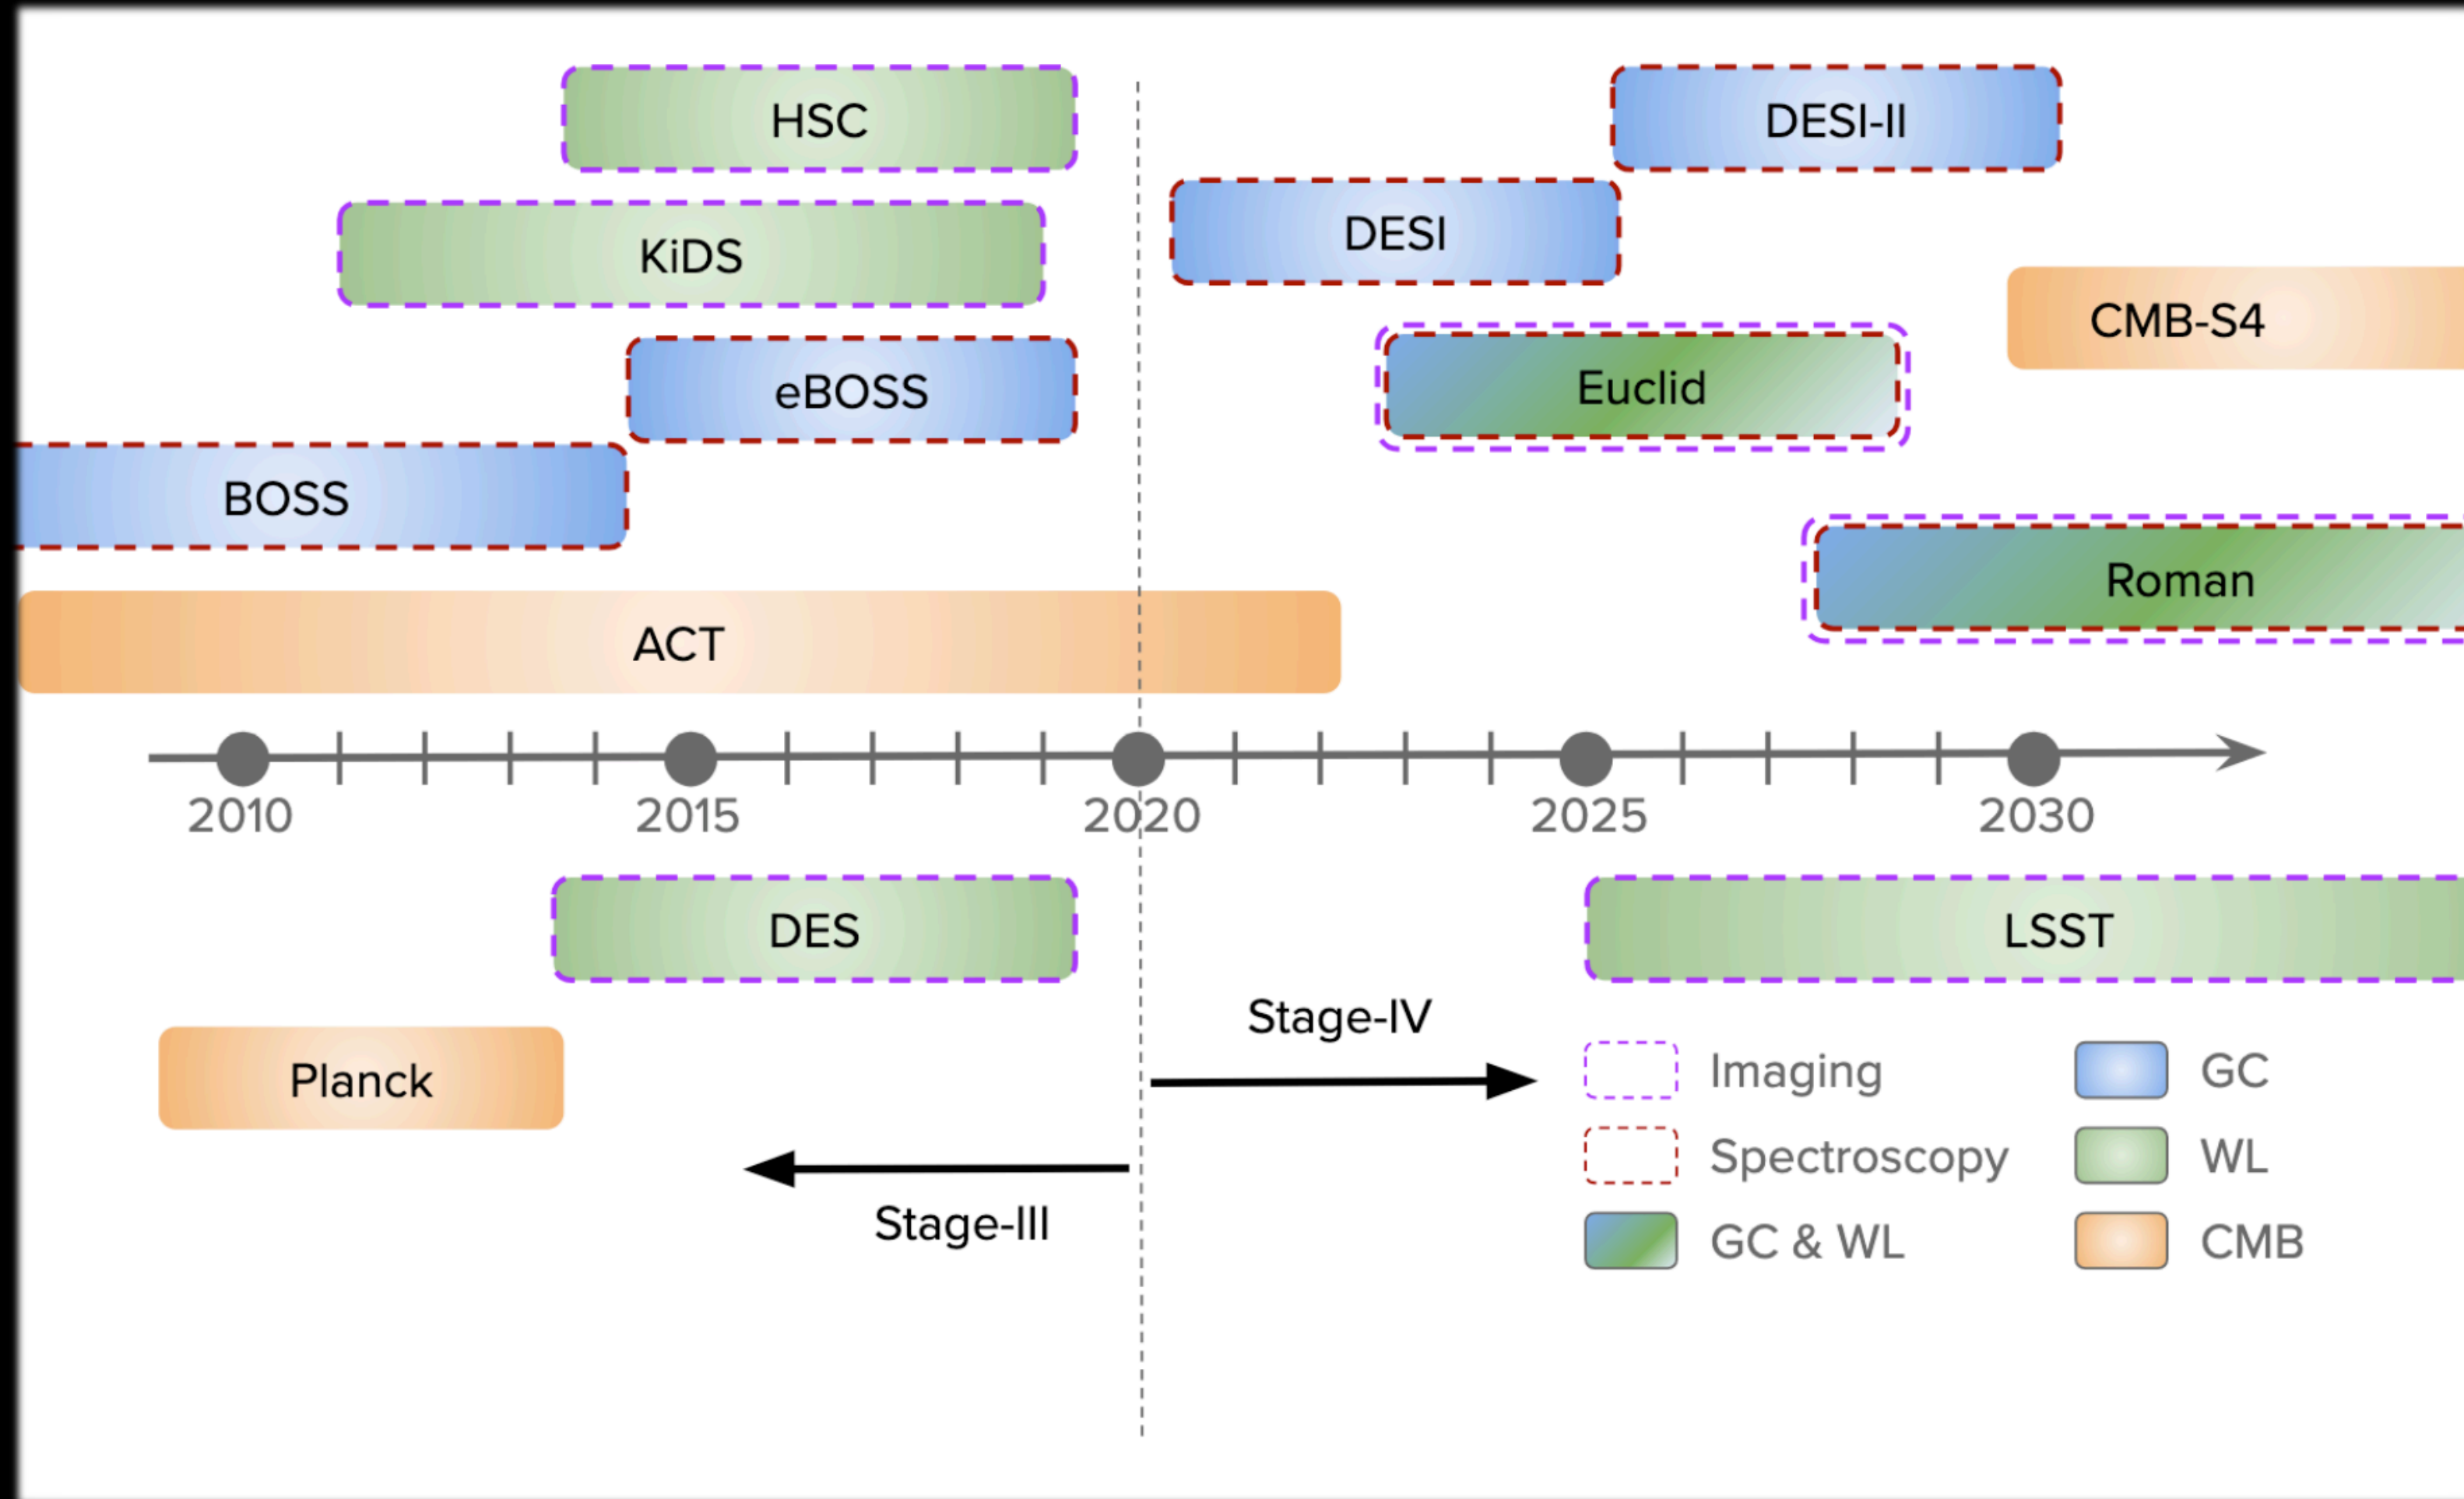 HSC
DESI-II
KiDS
DESI
CMB-S4
eBOSS
Euclid
BOSS
Roman
ACT
2010 2015 2020 2025 2030
DES
LSST
Stage-IV
Planck
Stage-III
Imaging
GC
Spectroscopy
WL
GC & WL
CMB